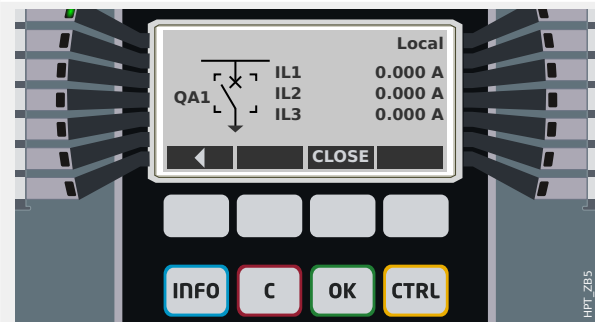 Local
IL1 0.000 A
QA1 IL2 0.000 A
IL3 0.000 A
CLOSE
INFO C OK CTRL
HPT_ZB5